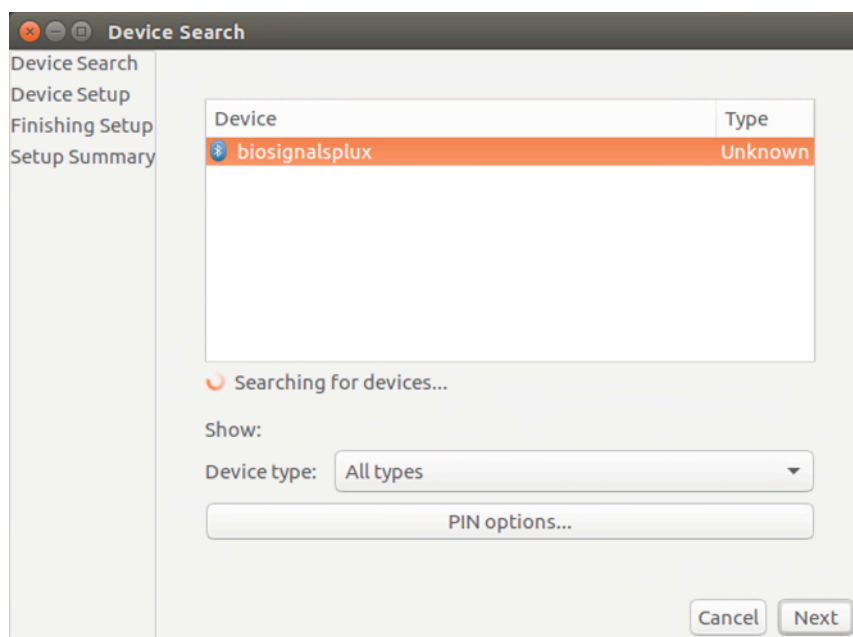 Device Search
Device Search
Device Setup
Finishing Setup
Setup Summary
Device Type
biosignalsplux Unknown
Searching for devices...
Show:
Device type: All types
PIN options...
Cancel Next